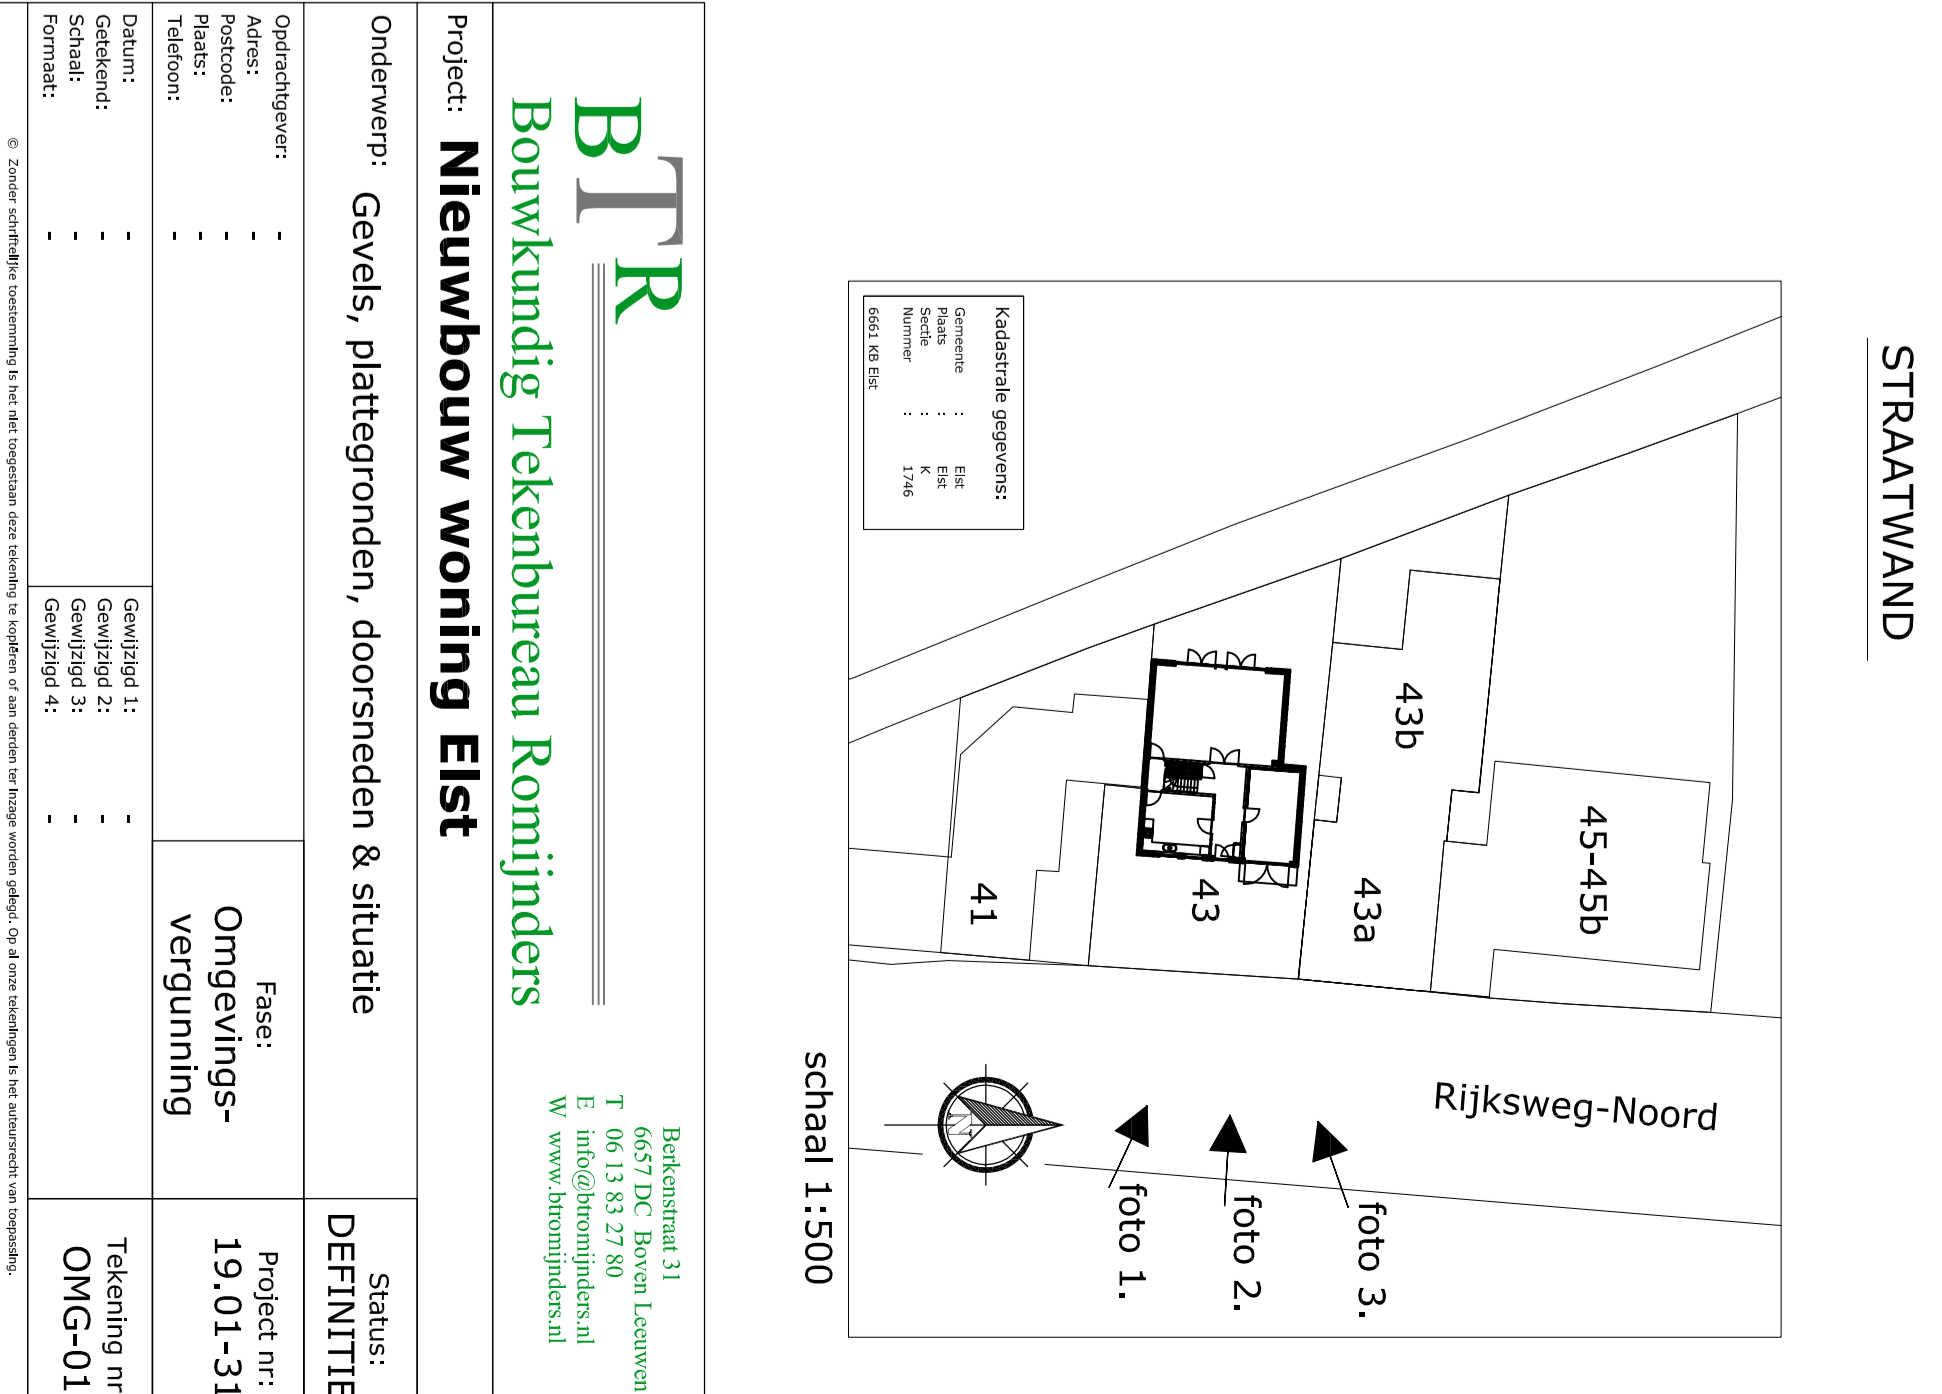 STRAATWAND
Kadastrale gegevens:
Gemeente : Elst
Plaats : Elst
Sectie : K
Nummer : 1746
6661 KB Elst
45-45b
43b
43a
43
41
Rijksweg-Noord
foto 3.
foto 2.
foto 1.
N
schaal 1:500
BTR
Bouwkundig Tekenbureau Romijnders
Berkenstraat 31
6657 DC Boven Leeuwen
T 06 13 83 27 80
E info@btromijnders.nl
W www.btromijnders.nl
Project: Nieuwbouw woning Elst
Onderwerp: Gevels, plattegronden, doorsneden & situatie
Status:
DEFINITIE
Opdrachtgever: -
Adres: -
Postcode: -
Plaats: -
Telefoon: -
Fase:
Omgevings-
vergunning
Project nr:
19.01-31
Datum: -
Getekend: -
Schaal: -
Formaat: -
Gewijzigd 1: -
Gewijzigd 2: -
Gewijzigd 3: -
Gewijzigd 4: -
Tekening nr
OMG-01
© Zonder schriftelijke toestemming is het niet toegestaan deze tekening te kopiëren of aan derden ter inzage worden gelegd. Op al onze tekeningen is het auteursrecht van toepassing.